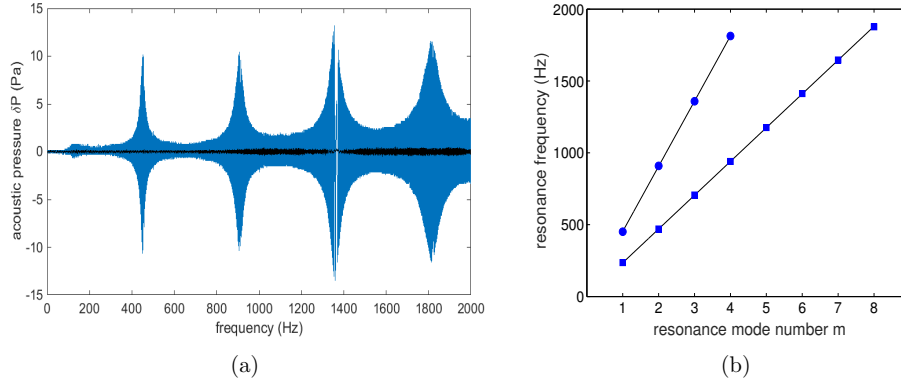 acoustic pressure δP (Pa)
15
10
5
0
-5
-10
-15
0 200 400 600 800 1000 1200 1400 1600 1800 2000
frequency (Hz)
(a)
resonance frequency (Hz)
2000
1500
1000
500
0
1 2 3 4 5 6 7 8
resonance mode number m
(b)